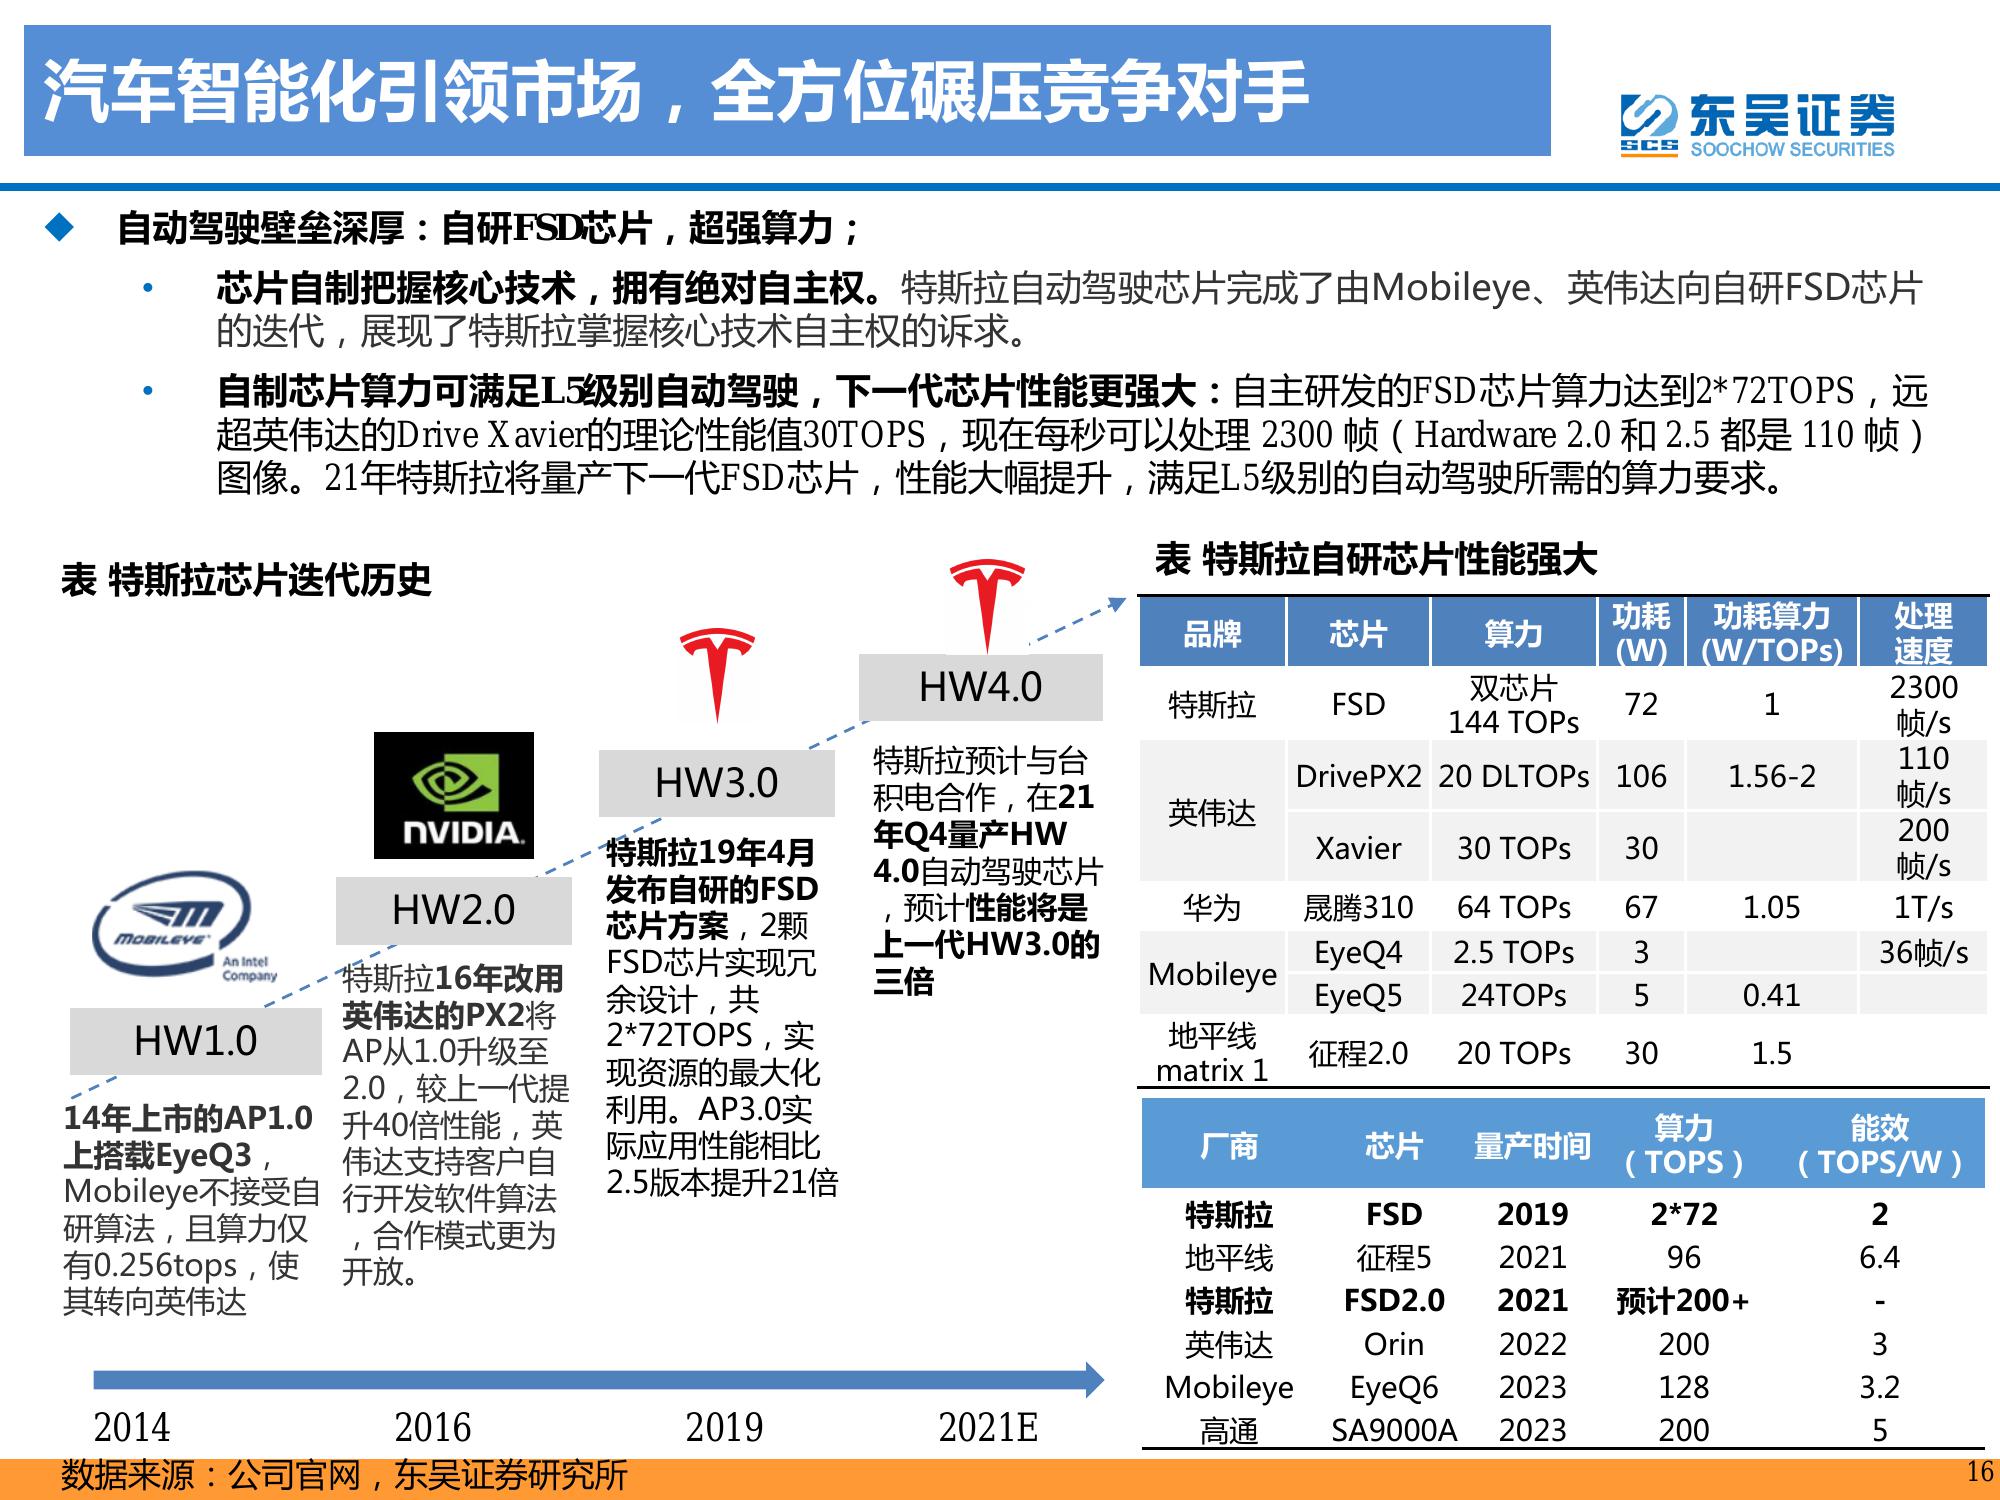 汽车智能化引领市场，全方位碾压竞争对手
东吴证券
SCS
SOOCHOW SECURITIES
自动驾驶壁垒深厚：自研FSD芯片，超强算力；
• 芯片自制把握核心技术，拥有绝对自主权。特斯拉自动驾驶芯片完成了由Mobileye、英伟达向自研FSD芯片
的迭代，展现了特斯拉掌握核心技术自主权的诉求。
• 自制芯片算力可满足L5级别自动驾驶，下一代芯片性能更强大：自主研发的FSD芯片算力达到2*72TOPS，远
超英伟达的Drive Xavier的理论性能值30TOPS，现在每秒可以处理 2300 帧（Hardware 2.0 和 2.5 都是 110 帧）
图像。21年特斯拉将量产下一代FSD芯片，性能大幅提升，满足L5级别的自动驾驶所需的算力要求。
表 特斯拉芯片迭代历史
MOBILEYE
An Intel
Company
HW1.0
14年上市的AP1.0
上搭载EyeQ3，
Mobileye不接受自
研算法，且算力仅
有0.256tops，使
其转向英伟达
NVIDIA.
HW2.0
特斯拉16年改用
英伟达的PX2将
AP从1.0升级至
2.0，较上一代提
升40倍性能，英
伟达支持客户自
行开发软件算法
，合作模式更为
开放。
HW3.0
特斯拉19年4月
发布自研的FSD
芯片方案，2颗
FSD芯片实现冗
余设计，共
2*72TOPS，实
现资源的最大化
利用。AP3.0实
际应用性能相比
2.5版本提升21倍
HW4.0
特斯拉预计与台
积电合作，在21
年Q4量产HW
4.0自动驾驶芯片
，预计性能将是
上一代HW3.0的
三倍
2014 2016 2019 2021E
表 特斯拉自研芯片性能强大
品牌 芯片 算力 功耗(W) 功耗算力(W/TOPs) 处理速度
特斯拉 FSD 双芯片144 TOPs 72 1 2300帧/s
英伟达 DrivePX2 20 DLTOPs 106 1.56-2 110帧/s
Xavier 30 TOPs 30 200帧/s
华为 晟腾310 64 TOPs 67 1.05 1T/s
Mobileye EyeQ4 2.5 TOPs 3 36帧/s
EyeQ5 24TOPs 5 0.41
地平线matrix 1 征程2.0 20 TOPs 30 1.5
厂商 芯片 量产时间 算力（TOPS） 能效（TOPS/W）
特斯拉 FSD 2019 2*72 2
地平线 征程5 2021 96 6.4
特斯拉 FSD2.0 2021 预计200+ -
英伟达 Orin 2022 200 3
Mobileye EyeQ6 2023 128 3.2
高通 SA9000A 2023 200 5
数据来源：公司官网，东吴证券研究所
16